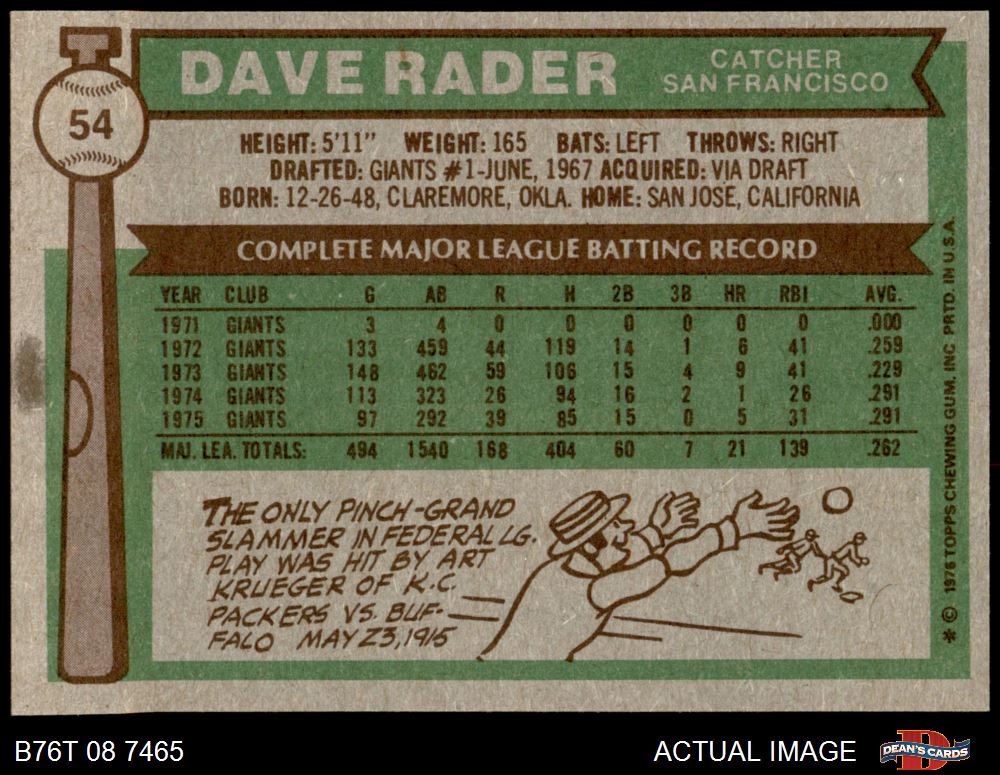 DAVE RADER
CATCHER
SAN FRANCISCO
54
HEIGHT: 5'11" WEIGHT: 165 BATS: LEFT THROWS: RIGHT
DRAFTED: GIANTS #1-JUNE, 1967 ACQUIRED: VIA DRAFT
BORN: 12-26-48, CLAREMORE, OKLA. HOME: SAN JOSE, CALIFORNIA
COMPLETE MAJOR LEAGUE BATTING RECORD
YEAR CLUB G AB R H 2B 3B HR RBI AVG.
1971 GIANTS 3 4 0 0 0 0 0 0 .000
1972 GIANTS 133 459 44 119 14 1 6 41 .259
1973 GIANTS 148 462 59 106 15 4 9 41 .229
1974 GIANTS 113 323 26 94 16 2 1 26 .291
1975 GIANTS 97 292 39 85 15 0 5 31 .291
MAJ. LEA. TOTALS: 494 1540 168 404 60 7 21 139 .262
THE ONLY PINCH-GRAND
SLAMMER IN FEDERAL LG.
PLAY WAS HIT BY ART
KRUEGER OF K.C.
PACKERS VS. BUF-
FALO MAY 23, 1915
* © 1976 TOPPS CHEWING GUM, INC. PRTD. IN U.S.A.
B76T 08 7465
ACTUAL IMAGE
D
DEAN'S CARDS